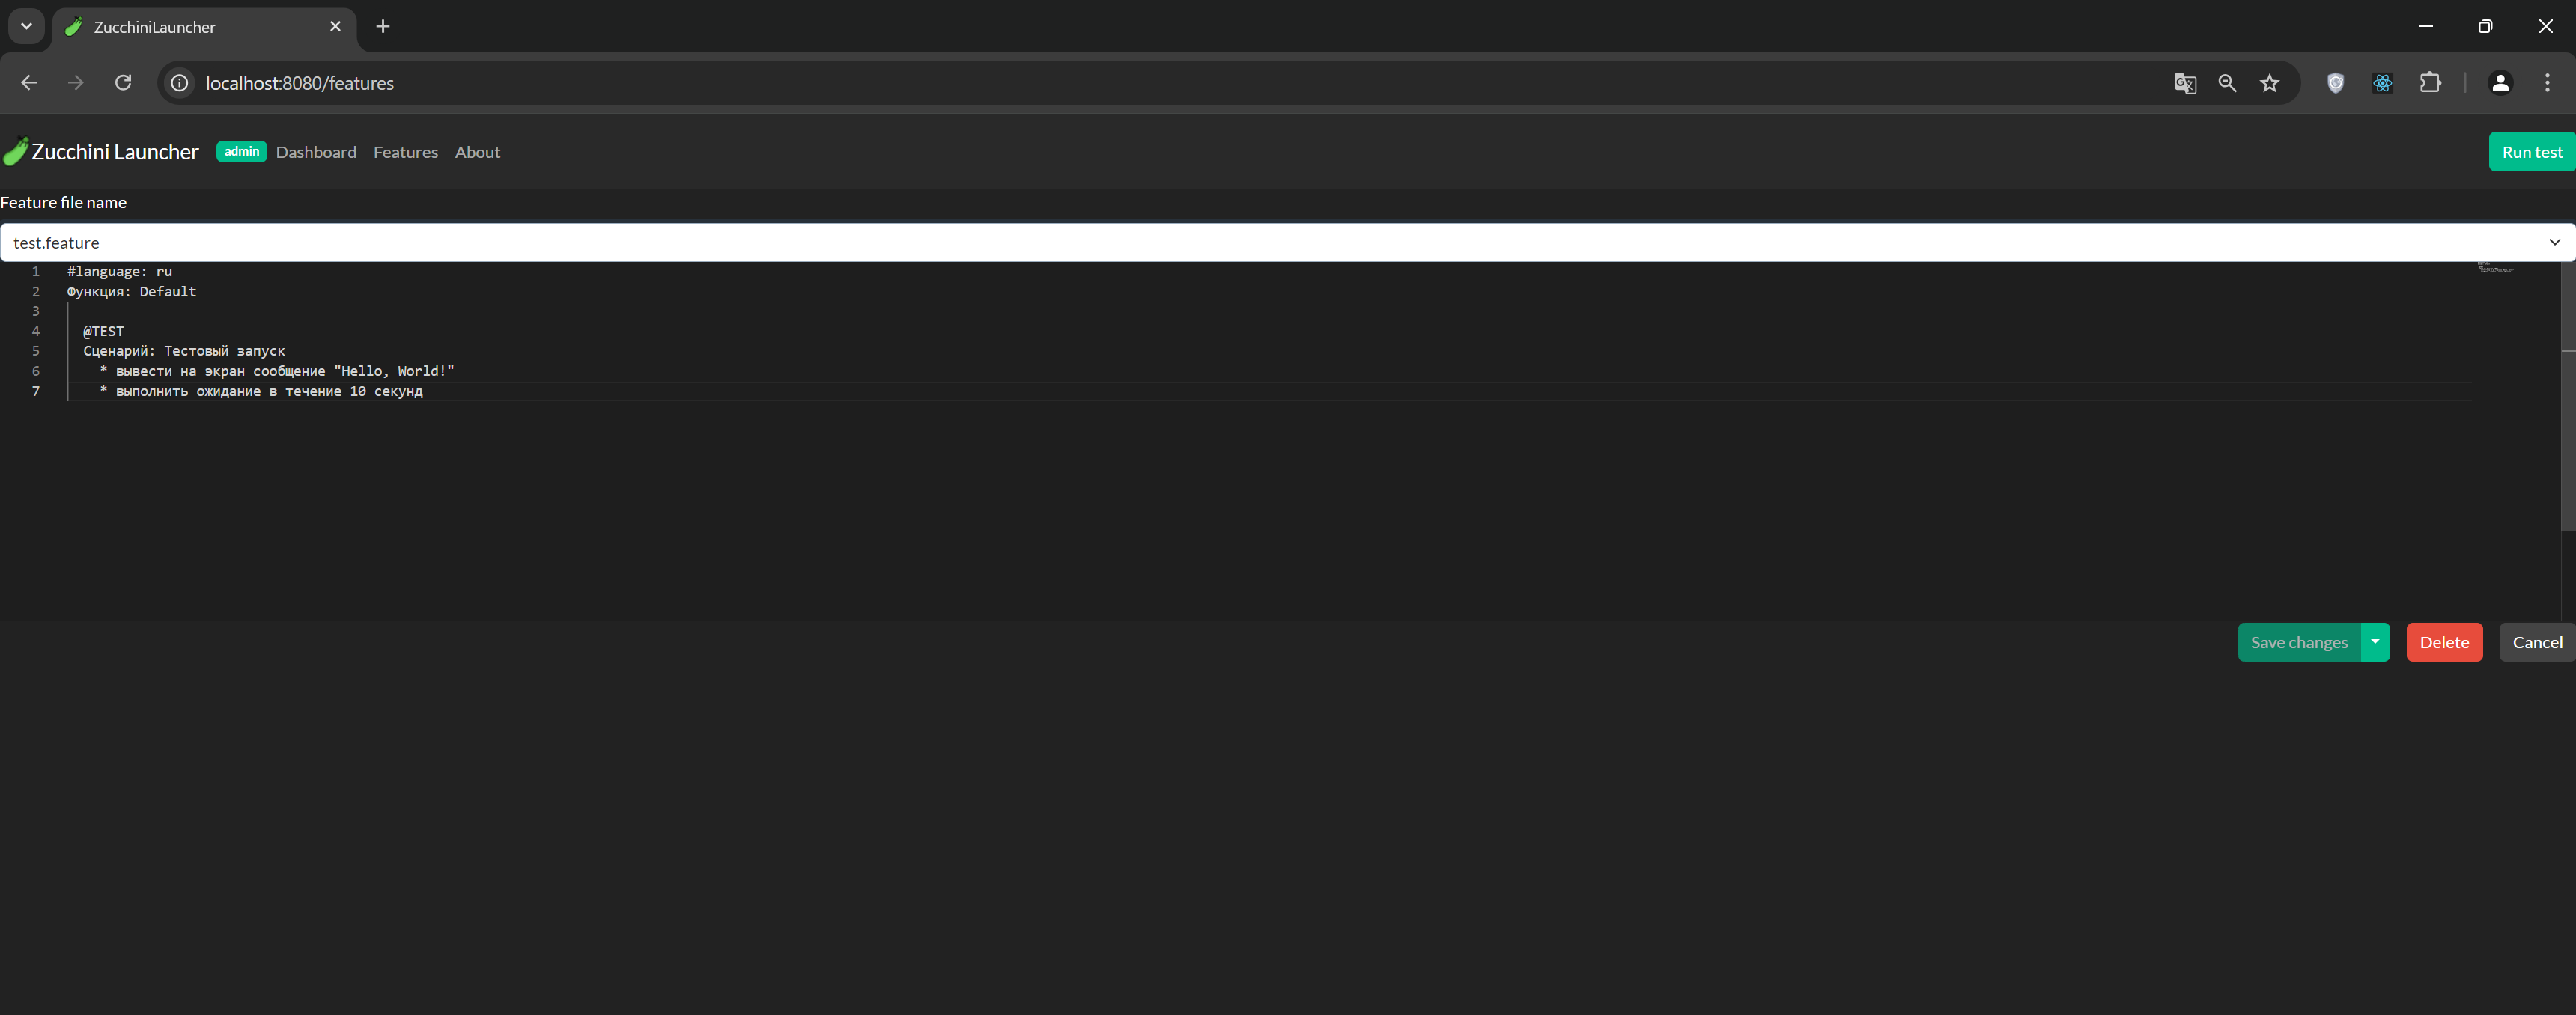 ZucchiniLauncher
localhost:8080/features
Zucchini Launcher admin Dashboard Features About Run test
Feature file name
test.feature
1 #language: ru
2 Функция: Default
3
4 @TEST
5 Сценарий: Тестовый запуск
6 * вывести на экран сообщение "Hello, World!"
7 * выполнить ожидание в течение 10 секунд
Save changes Delete Cancel